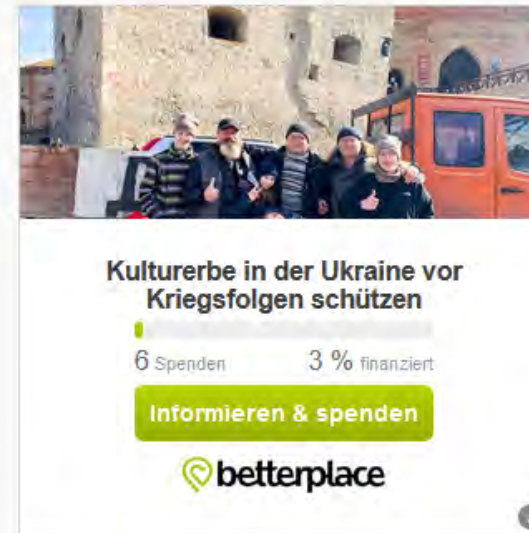 Kulturerbe in der Ukraine vor
Kriegsfolgen schützen
6 Spenden 3 % finanziert
Informieren & spenden
betterplace